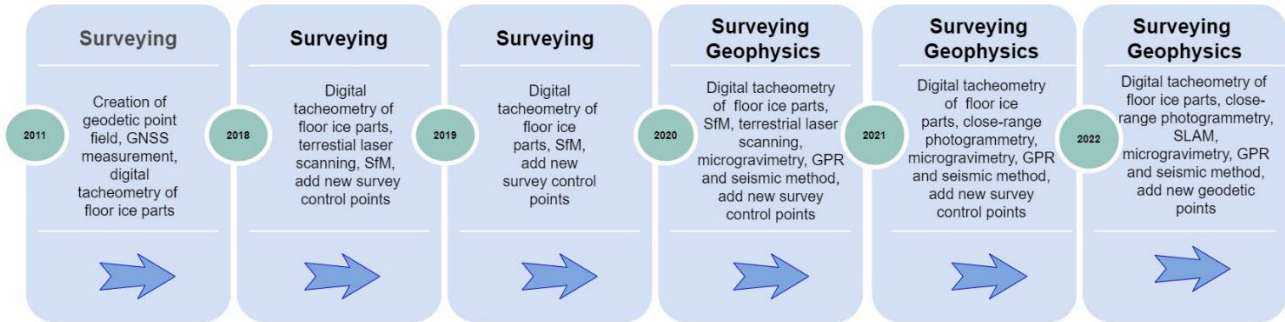 Surveying
2011
Creation of
geodetic point
field, GNSS
measurement,
digital
tacheometry of
floor ice parts
Surveying
2018
Digital
tacheometry of
floor ice parts,
terrestial laser
scanning, SfM,
add new survey
control points
Surveying
2019
Digital
tacheometry of
floor ice
parts, SfM,
add new
survey control
points
Surveying
Geophysics
2020
Digital tacheometry
of floor ice parts,
SfM, terrestrial laser
scanning,
microgravimetry, GPR
and seismic method,
add new survey
control points
Surveying
Geophysics
2021
Digital tacheometry
of floor ice
parts, close-range
photogrammetry,
microgravimetry, GPR
and seismic method,
add new survey
control points
Surveying
Geophysics
2022
Digital tacheometry of
floor ice parts, close-
range photogrammetry,
SLAM,
microgravimetry, GPR
and seismic method,
add new geodetic
points